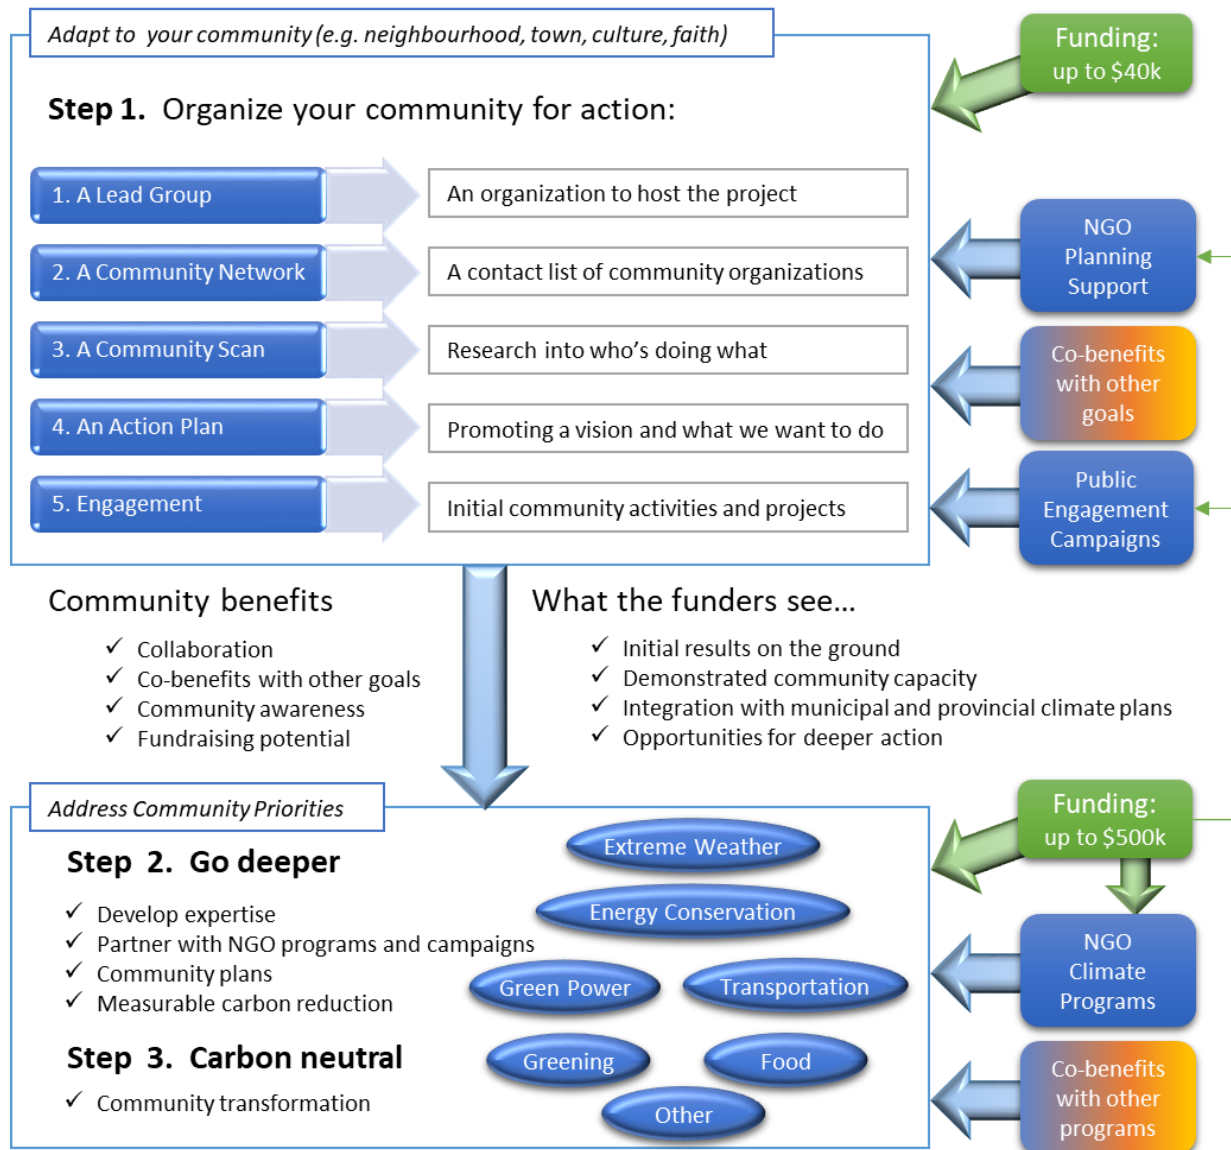 Adapt to  your community (e.g. neighbourhood, town, culture, faith)
Step 1.  Organize your community for action:
1. A Lead Group
An organization to host the project
2. A Community Network
A contact list of community organizations
3. A Community Scan
Research into who's doing what
4. An Action Plan
Promoting a vision and what we want to do
5. Engagement
Initial community activities and projects
Funding:
up to $40k
NGO
Planning
Support
Co-benefits
with other
goals
Public
Engagement
Campaigns
Community benefits
✓ Collaboration
✓ Co-benefits with other goals
✓ Community awareness
✓ Fundraising potential
What the funders see…
✓ Initial results on the ground
✓ Demonstrated community capacity
✓ Integration with municipal and provincial climate plans
✓ Opportunities for deeper action
Address Community Priorities
Step  2.  Go deeper
✓ Develop expertise
✓ Partner with NGO programs and campaigns
✓ Community plans
✓ Measurable carbon reduction
Step  3.  Carbon neutral
✓ Community transformation
Extreme Weather
Energy Conservation
Green Power
Transportation
Greening
Food
Other
Funding:
up to $500k
NGO
Climate
Programs
Co-benefits
with other
programs